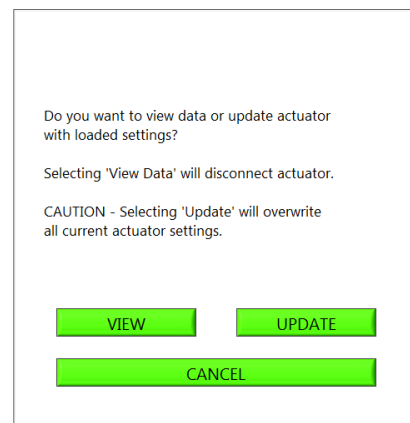 Do you want to view data or update actuator
with loaded settings?
Selecting 'View Data' will disconnect actuator.
CAUTION - Selecting 'Update' will overwrite
all current actuator settings.
VIEW
UPDATE
CANCEL